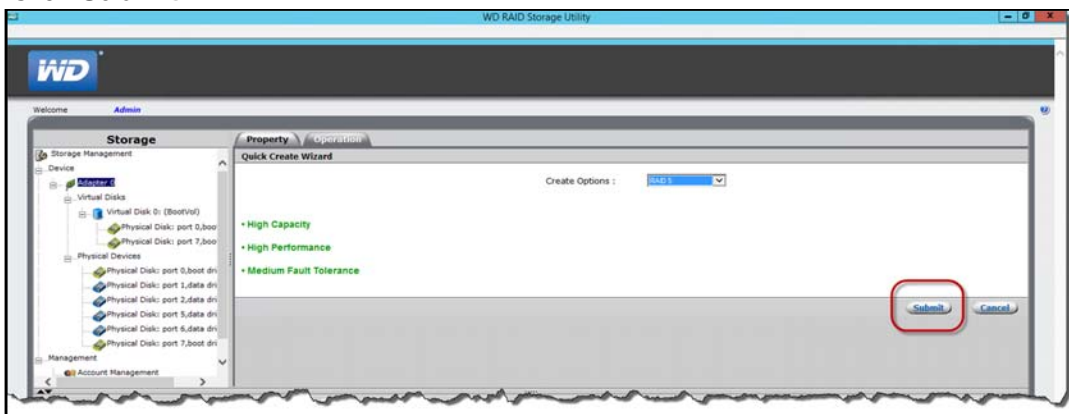 WD RAID Storage Utility
WD
Welcome Admin
Storage
Property Operation
Storage Management
Quick Create Wizard
Device
Adapter 0
Create Options : RAID 5
Virtual Disks
Virtual Disk 0: (BootVol)
Physical Disk: port 0,boo
Physical Disk: port 7,boo
• High Capacity
• High Performance
• Medium Fault Tolerance
Physical Devices
Physical Disk: port 0,boot dri
Physical Disk: port 1,data dri
Physical Disk: port 2,data dri
Physical Disk: port 5,data dri
Physical Disk: port 6,data dri
Physical Disk: port 7,boot dri
Submit Cancel
Management
Account Management